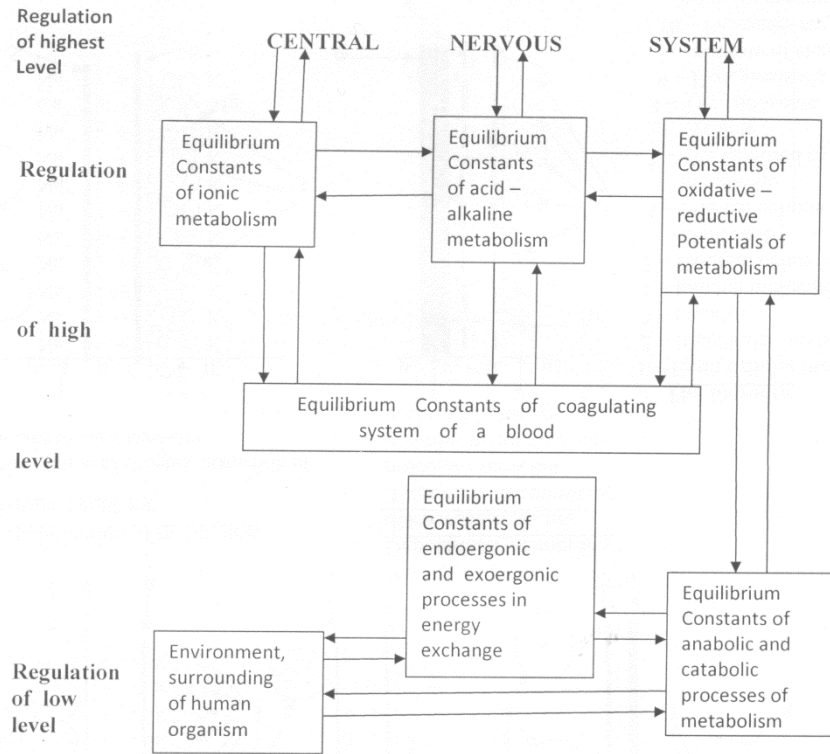 Regulation
of highest
Level
CENTRAL NERVOUS SYSTEM
Equilibrium
Constants
of ionic
metabolism
Equilibrium
Constants
of acid –
alkaline
metabolism
Equilibrium
Constants of
oxidative –
reductive
Potentials of
metabolism
Regulation
of high
Equilibrium Constants of coagulating
system of a blood
level
Equilibrium
Constants of
endoergonic
and exoergonic
processes in
energy
exchange
Equilibrium
Constants of
anabolic and
catabolic
processes of
metabolism
Environment,
surrounding
of human
organism
Regulation
of low
level